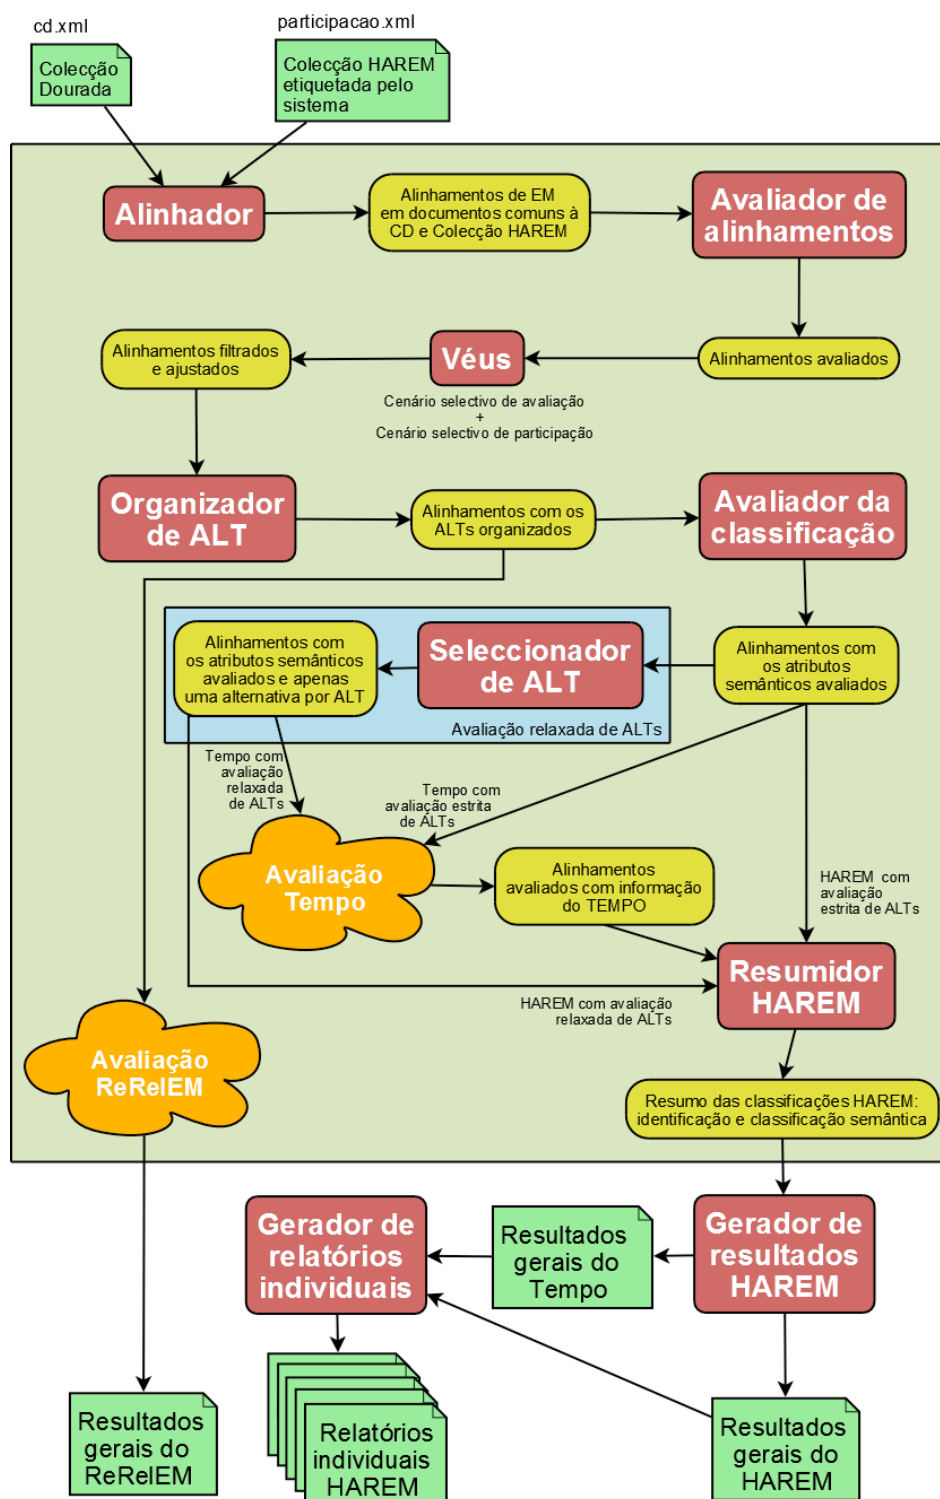 cd.xml
participacao.xml
Colecção
Dourada
Colecção HAREM
etiquetada pelo
sistema
Alinhador
Alinhamentos de EM
em documentos comuns à
CD e Colecção HAREM
Avaliador de
alinhamentos
Alinhamentos filtrados
e ajustados
Véus
Alinhamentos avaliados
Cenário selectivo de avaliação
+
Cenário selectivo de participação
Organizador
de ALT
Alinhamentos com os
ALTs organizados
Avaliador da
classificação
Alinhamentos com
os atributos semânticos
avaliados e apenas
uma alternativa por ALT
Seleccionador
de ALT
Alinhamentos com
os atributos
semânticos avaliados
Avaliação relaxada de ALTs
Tempo com
avaliação
relaxada
de ALTs
Tempo com
avaliação estrita
de ALTs
Avaliação
Tempo
Alinhamentos
avaliados com informação
do TEMPO
HAREM com
avaliação
estrita de ALTs
Resumidor
HAREM
HAREM com avaliação
relaxada de ALTs
Avaliação
ReRelEM
Resumo das classificações HAREM:
identificação e classificação semântica
Gerador de
relatórios
individuais
Resultados
gerais do
Tempo
Gerador de
resultados
HAREM
Resultados
gerais do
ReRelEM
Relatórios
individuais
HAREM
Resultados
gerais do
HAREM